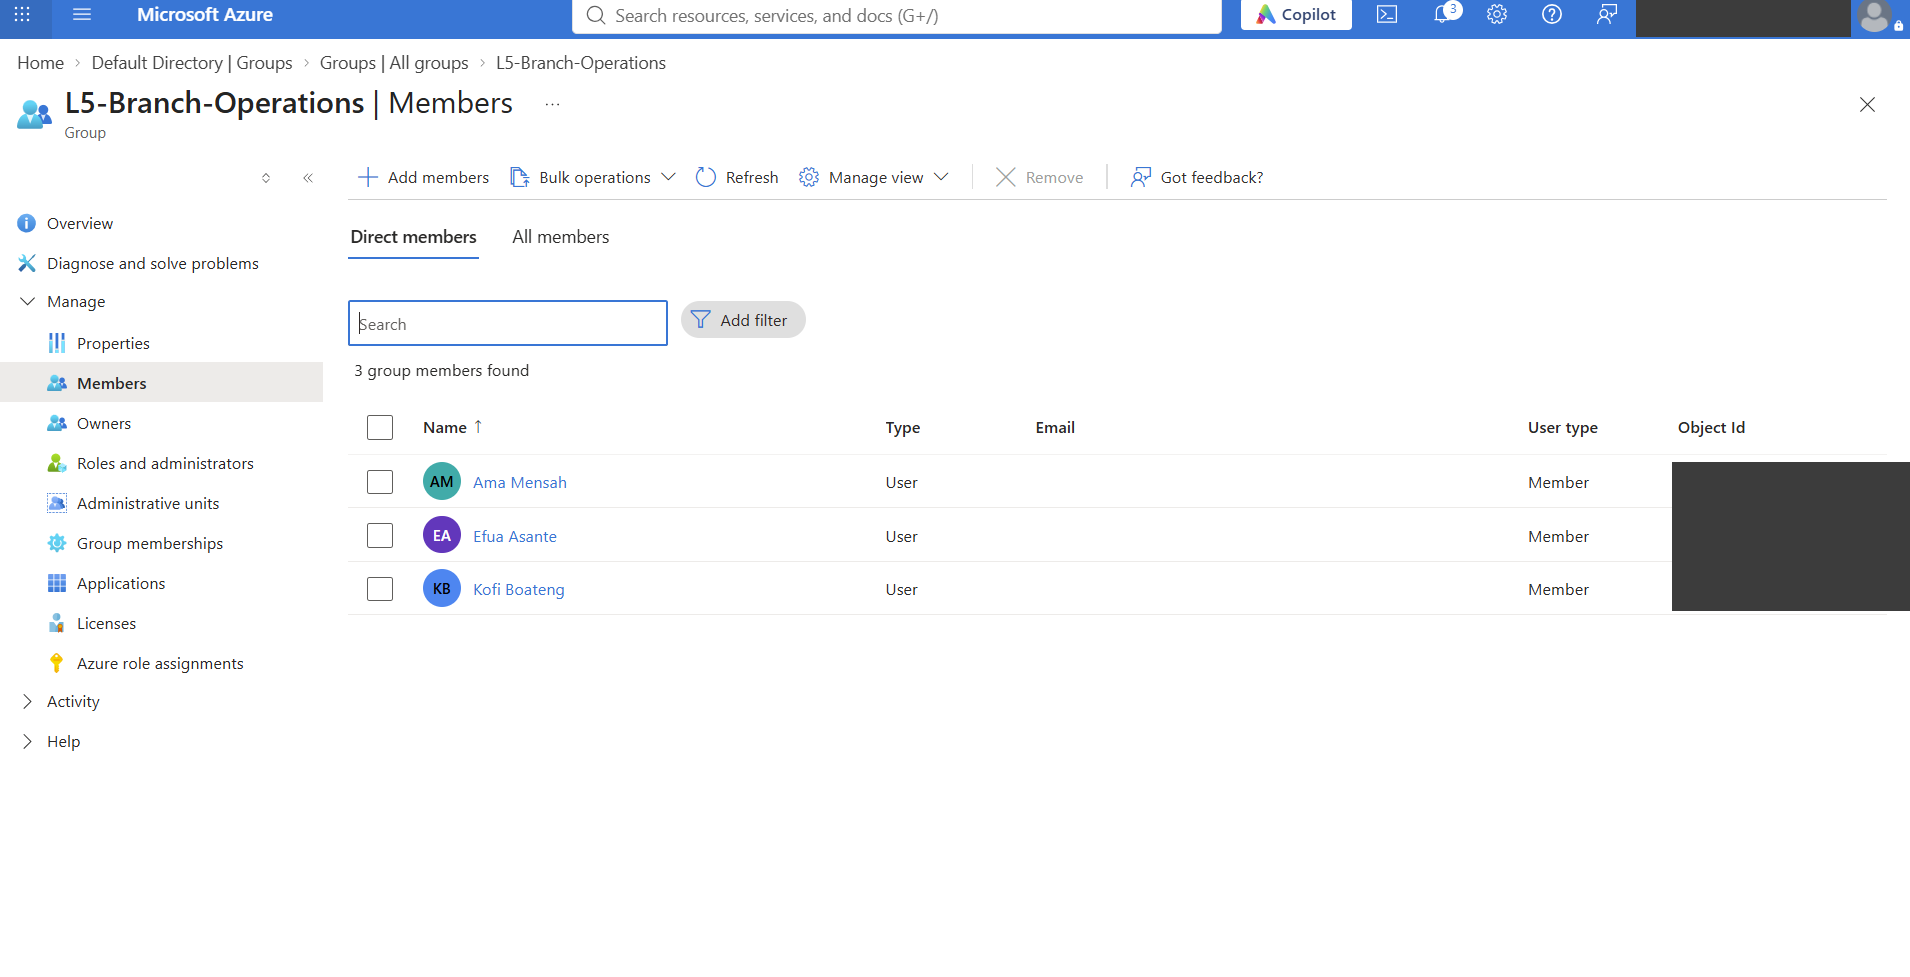 Microsoft Azure
Search resources, services, and docs (G+/)
Copilot
3
Home > Default Directory | Groups > Groups | All groups > L5-Branch-Operations
L5-Branch-Operations | Members ...
Group
Add members
Bulk operations
Refresh
Manage view
Remove
Got feedback?
Overview
Diagnose and solve problems
Manage
Properties
Members
Owners
Roles and administrators
Administrative units
Group memberships
Applications
Licenses
Azure role assignments
Activity
Help
Direct members
All members
Search
Add filter
3 group members found
Name ↑ Type Email User type Object Id
AM Ama Mensah User Member
EA Efua Asante User Member
KB Kofi Boateng User Member